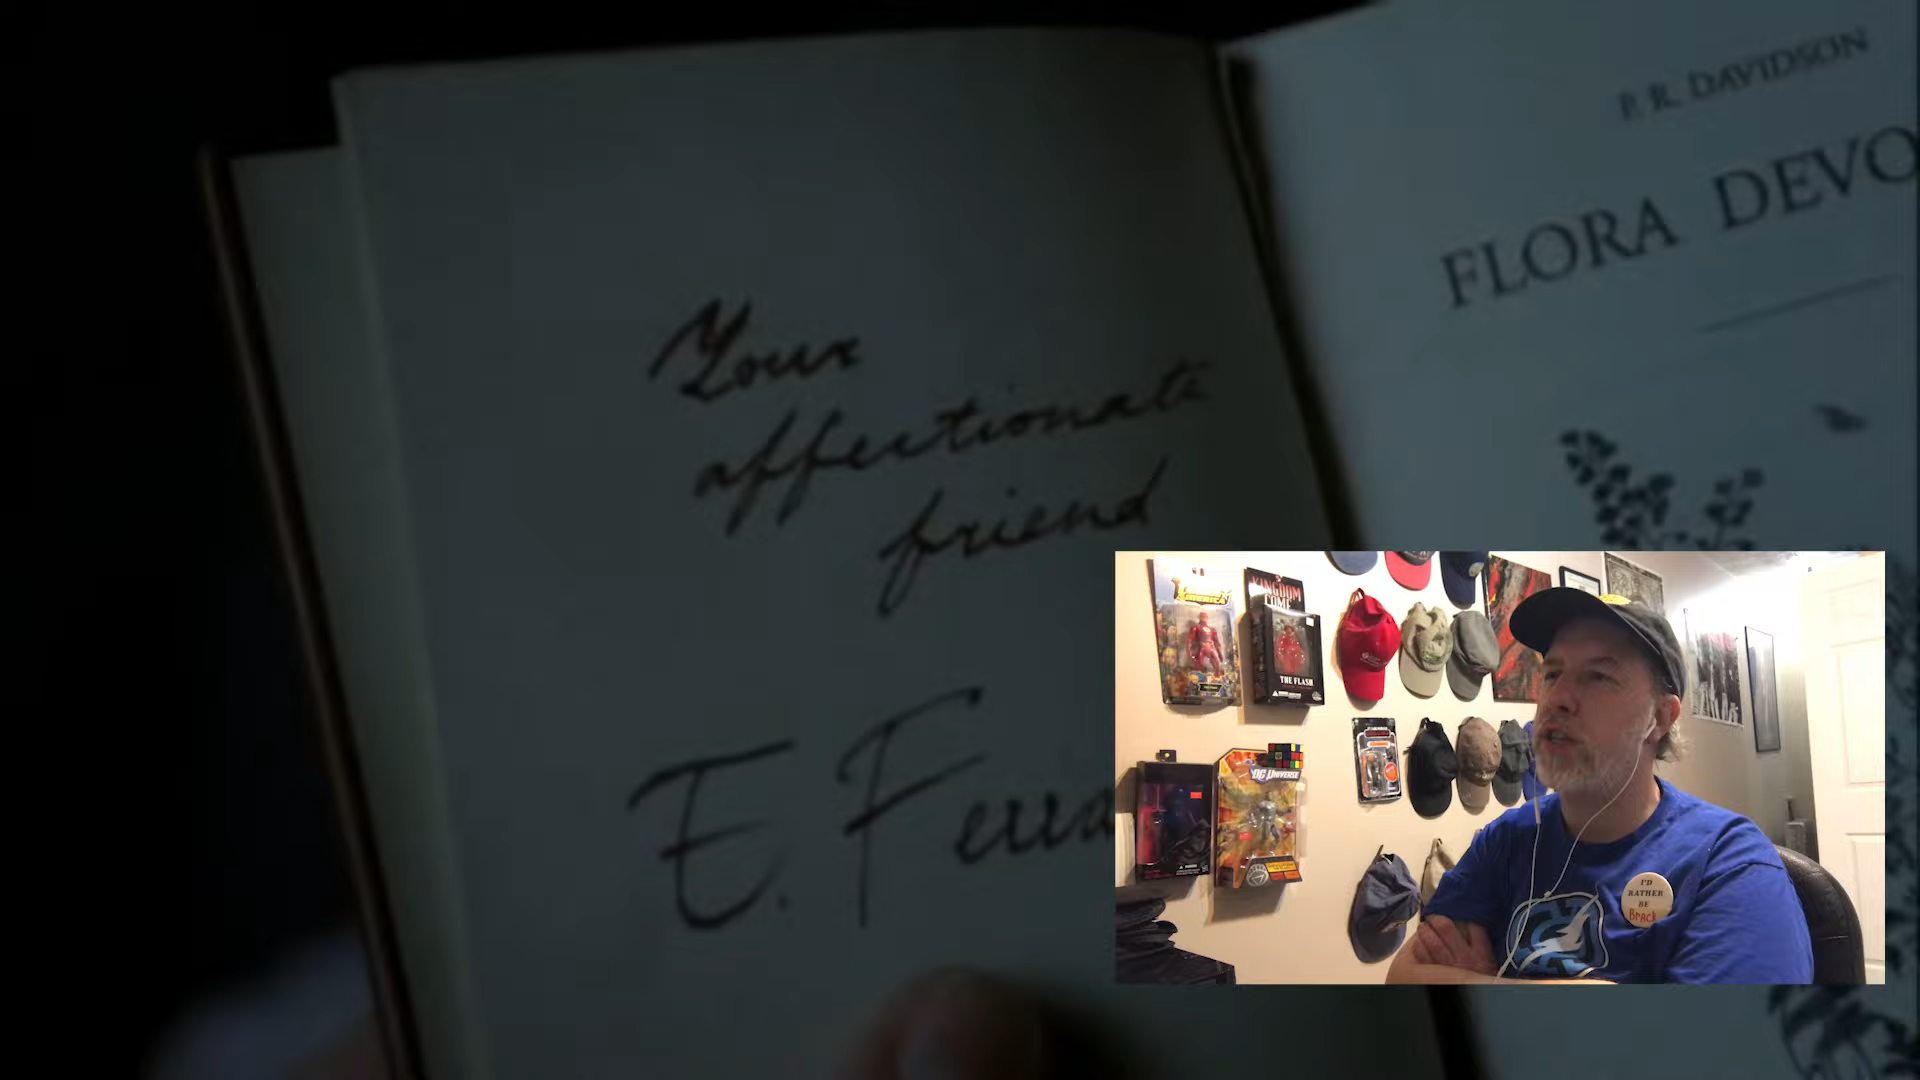 Your
affectionate
friend
E. Ferra
P. R. DAVIDSON
FLORA DEVO
KINGDOM
COME
THE FLASH
DC UNIVERSE
I'D
RATHER
BE
Brack